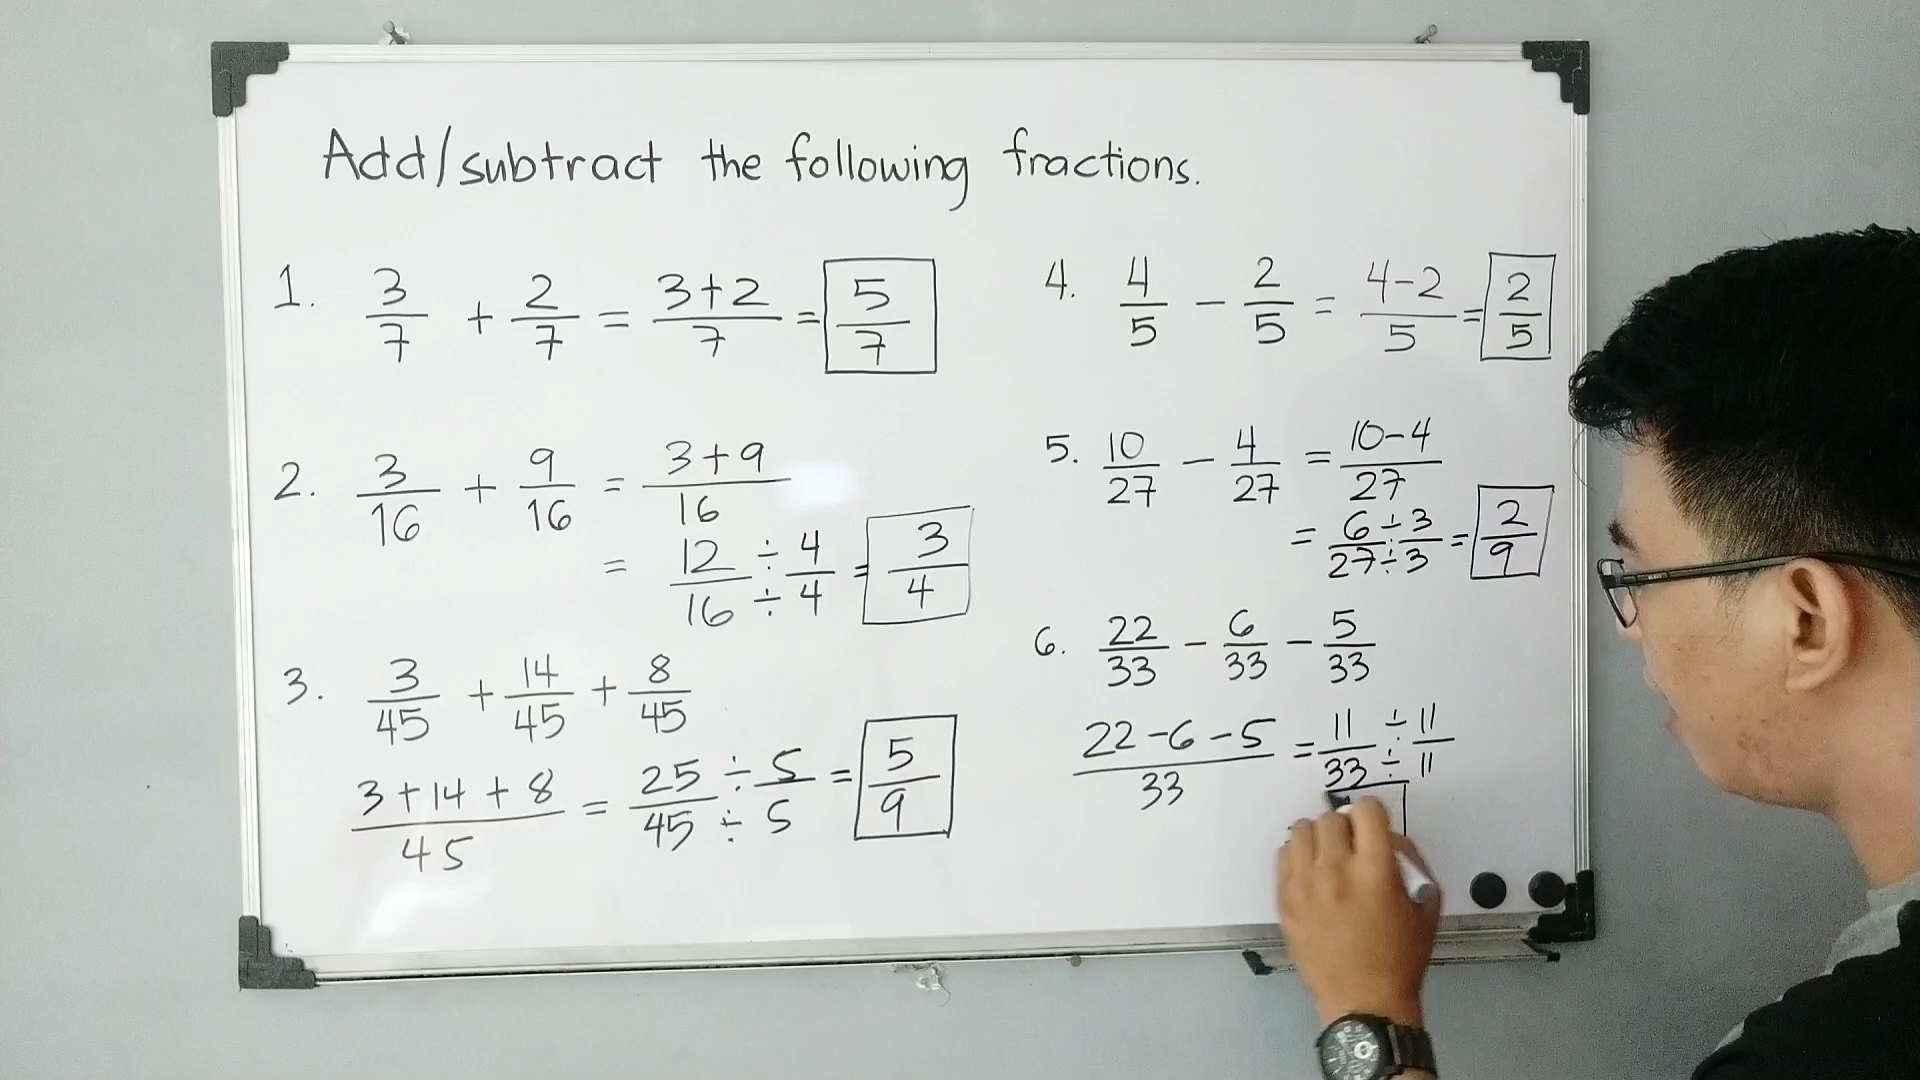 Add/subtract the following fractions.
1. 3/7 + 2/7 = 3+2/7 = 5/7
2. 3/16 + 9/16 = 3+9/16
= 12/16 ÷ 4/÷ 4 = 3/4
3. 3/45 + 14/45 + 8/45
3+14+8/45 = 25/45 ÷ 5/÷ 5 = 5/9
4. 4/5 − 2/5 = 4-2/5 = 2/5
5. 10/27 − 4/27 = 10-4/27
= 6÷3/27÷3 = 2/9
6. 22/33 − 6/33 − 5/33
22-6-5/33 = 11÷11/33÷11